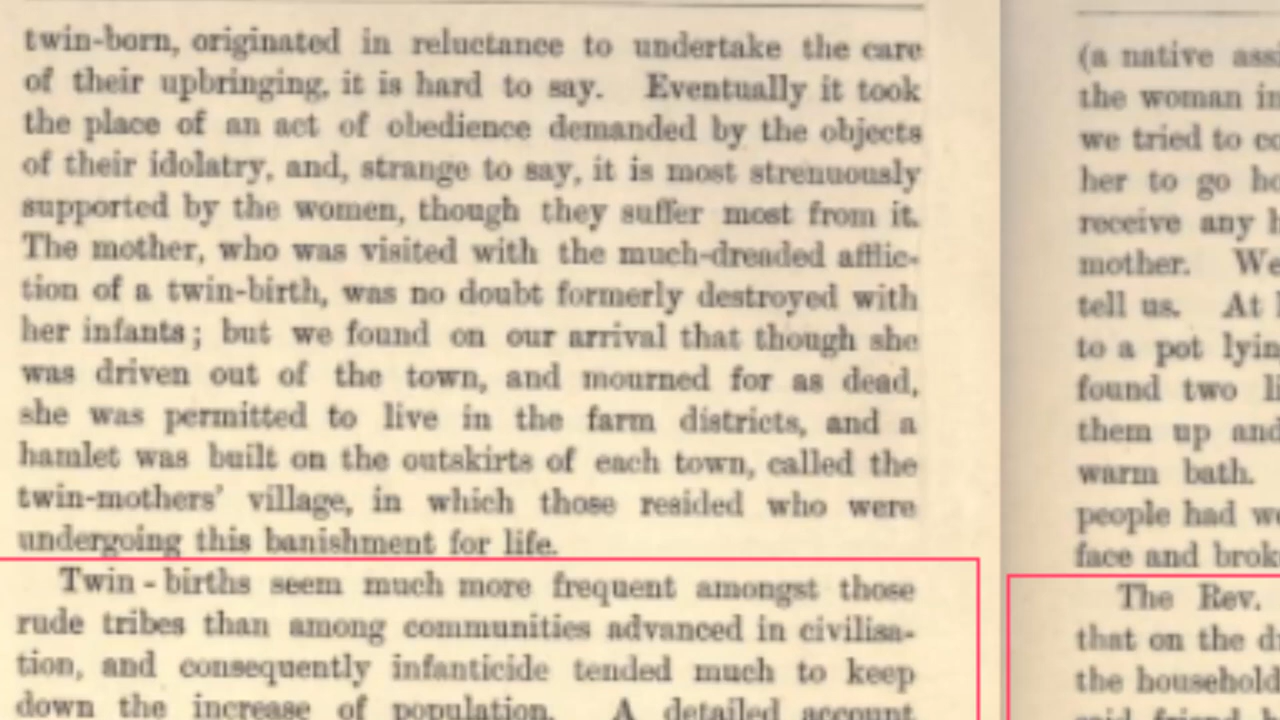 twin-born, originated in reluctance to undertake the care
of their upbringing, it is hard to say. Eventually it took
the place of an act of obedience demanded by the objects
of their idolatry, and, strange to say, it is most strenuously
supported by the women, though they suffer most from it.
The mother, who was visited with the much-dreaded afflic-
tion of a twin-birth, was no doubt formerly destroyed with
her infants; but we found on our arrival that though she
was driven out of the town, and mourned for as dead,
she was permitted to live in the farm districts, and a
hamlet was built on the outskirts of each town, called the
twin-mothers' village, in which those resided who were
undergoing this banishment for life.
Twin-births seem much more frequent amongst those
rude tribes than among communities advanced in civilisa-
tion, and consequently infanticide tended much to keep
down the increase of population. A detailed account
(a native
the woman
we tried to
her to go
receive any
mother. We
tell us. At
to a pot
found two
them up and
warm bath.
people had
face and
The Rev.
that on the
the household